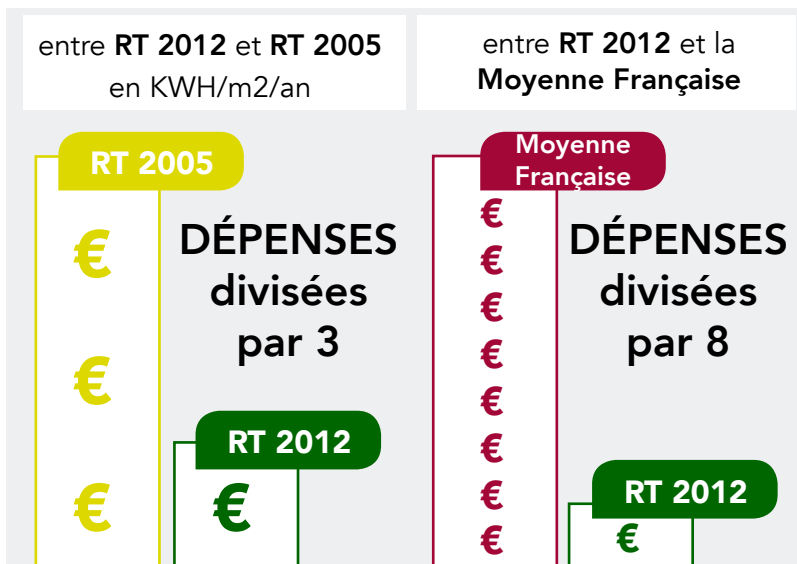 entre RT 2012 et RT 2005
en KWH/m2/an
entre RT 2012 et la
Moyenne Française
RT 2005
€
€
€
DÉPENSES
divisées
par 3
RT 2012
€
Moyenne
Française
€
€
€
€
€
€
€
€
DÉPENSES
divisées
par 8
RT 2012
€